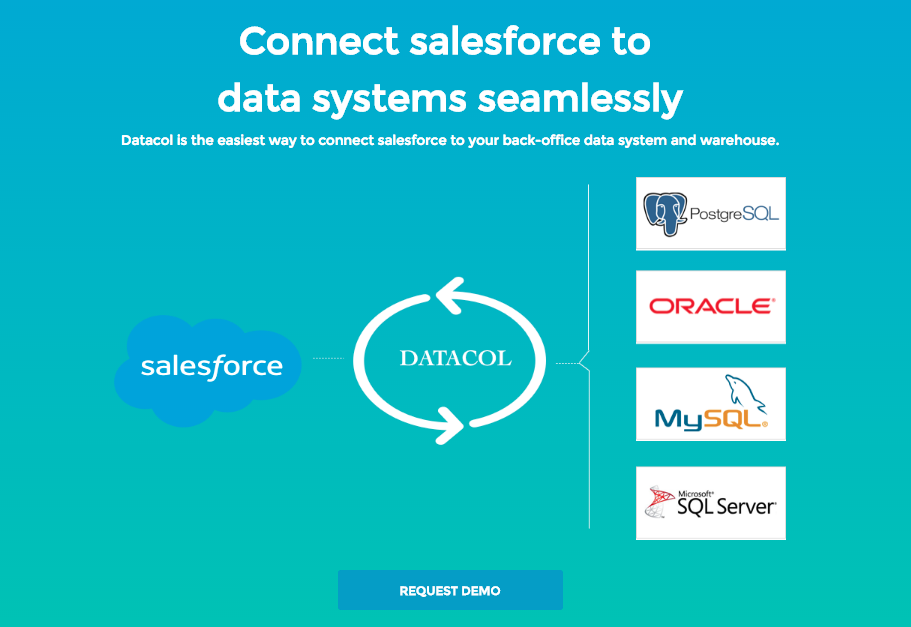 Connect salesforce to
data systems seamlessly
Datacol is the easiest way to connect salesforce to your back-office data system and warehouse.
salesforce
DATACOL
PostgreSQL
ORACLE®
MySQL®
Microsoft®
SQL Server®
REQUEST DEMO